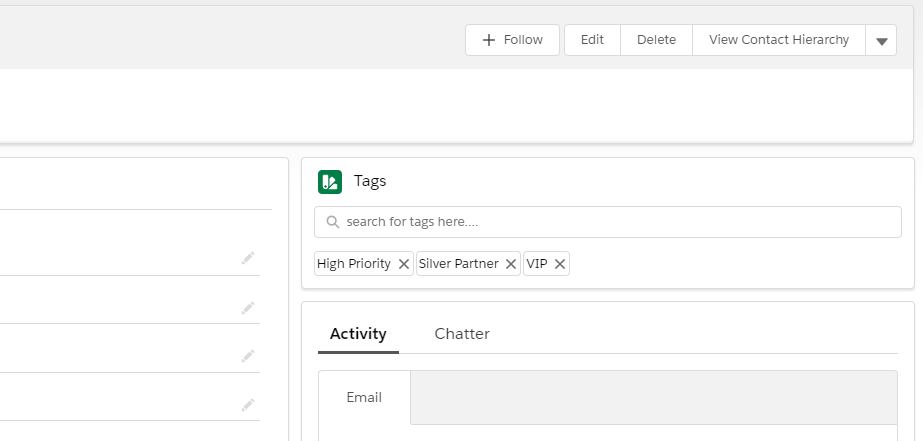 Follow Edit Delete View Contact Hierarchy
Tags
search for tags here....
High Priority Silver Partner VIP
Activity Chatter
Email